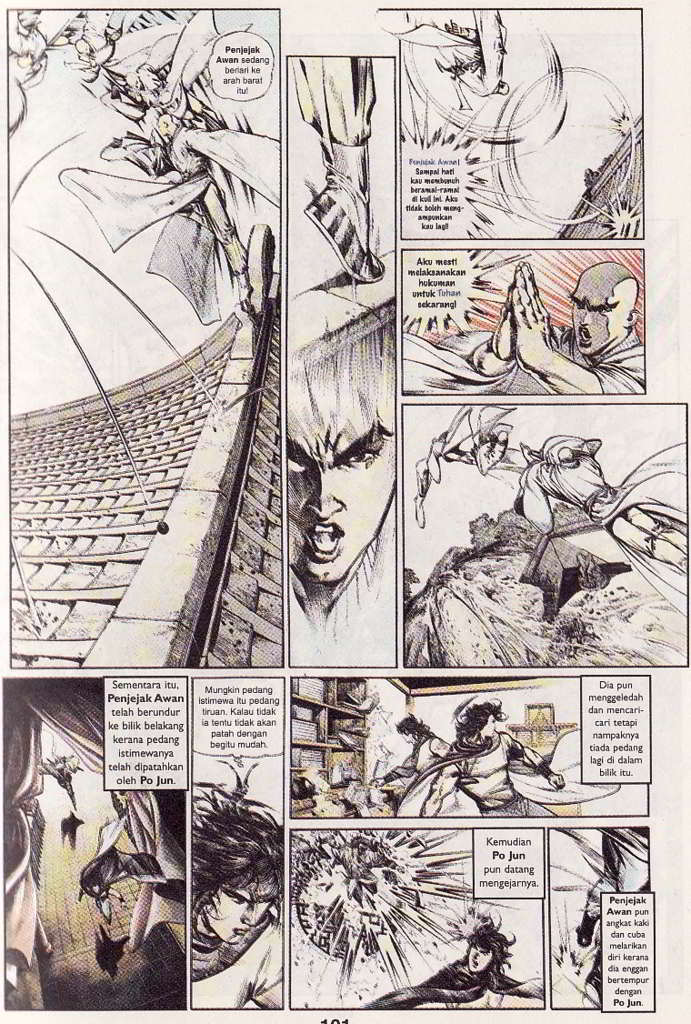 Penjejak
Awan sedang
berlari ke
arah barat
itu!
Penjejak Awan!
Sampai hati
kau membunuh
beramai-ramai
di kuil ini. Aku
tidak boleh meng-
ampunkan
kau lagi!
Aku mesti
melaksanakan
hukuman
untuk Tuhan
sekarang!
Sementara itu,
Penjejak Awan
telah berundur
ke bilik belakang
kerana pedang
istimewanya
telah dipatahkan
oleh Po Jun.
Mungkin pedang
istimewa itu pedang
tiruan. Kalau tidak
ia tentu tidak akan
patah dengan
begitu mudah.
Dia pun
menggeledah
dan mencari-
cari tetapi
nampaknya
tiada pedang
lagi di dalam
bilik itu.
Kemudian
Po Jun
pun datang
mengejarnya.
Penjejak
Awan pun
angkat kaki
dan cuba
melarikan
diri kerana
dia enggan
bertempur
dengan
Po Jun.
101